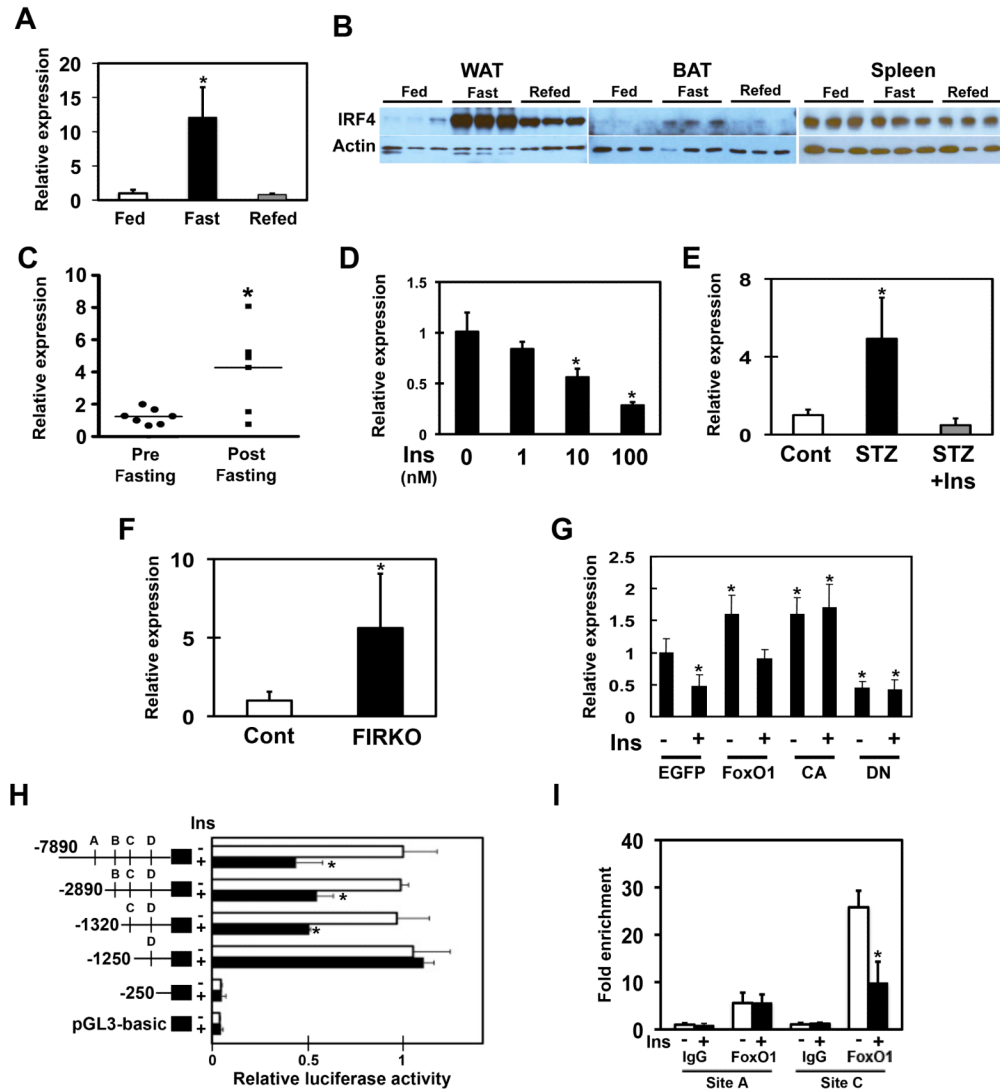 A
Relative expression
20
15
10
5
0
*
Fed Fast Refed
B
WAT BAT Spleen
Fed Fast Refed Fed Fast Refed Fed Fast Refed
IRF4
Actin
C
Relative expression
10
8
6
4
2
0
*
Pre Fasting
Post Fasting
D
Relative expression
1.5
1
0.5
0
* *
Ins (nM)
0 1 10 100
E
Relative expression
8
4
0
*
Cont STZ STZ +Ins
F
Relative expression
10
5
0
*
Cont FIRKO
G
Relative expression
2.5
2
1.5
1
0.5
0
* * * * * *
Ins - + - + - + - +
EGFP FoxO1 CA DN
H
Ins
-7890 A B C D - + *
-2890 B C D - + *
-1320 C D - + *
-1250 D - +
-250 - +
pGL3-basic - +
0 0.5 1
Relative luciferase activity
I
Fold enrichment
40
30
20
10
0
*
Ins - + - + - + - +
IgG FoxO1 IgG FoxO1
Site A Site C